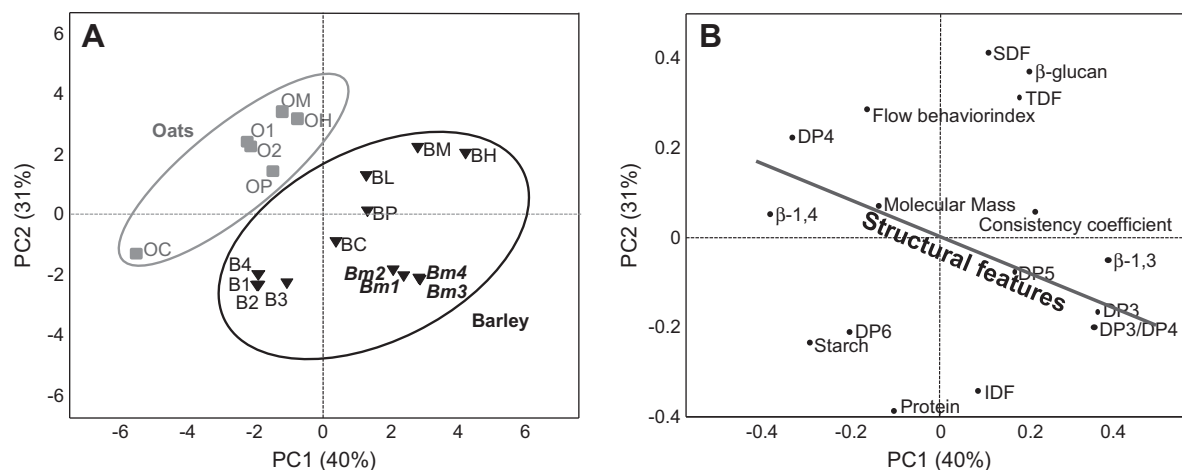 A
6
4
2
0
-2
-4
-6
PC2 (31%)
-6
-4
-2
0
2
4
6
PC1 (40%)
Oats
OM
OH
O1
O2
OP
OC
BM
BH
BL
BP
BC
B4
B1
B2
B3
Bm2
Bm1
Bm4
Bm3
Barley
B
0.4
0.2
0
-0.2
-0.4
PC2 (31%)
-0.4
-0.2
0
0.2
0.4
PC1 (40%)
SDF
β-glucan
TDF
Flow behaviorindex
DP4
Molecular Mass
β-1,4
Consistency coefficient
Structural features
β-1,3
DP5
DP3
DP3/DP4
DP6
Starch
IDF
Protein